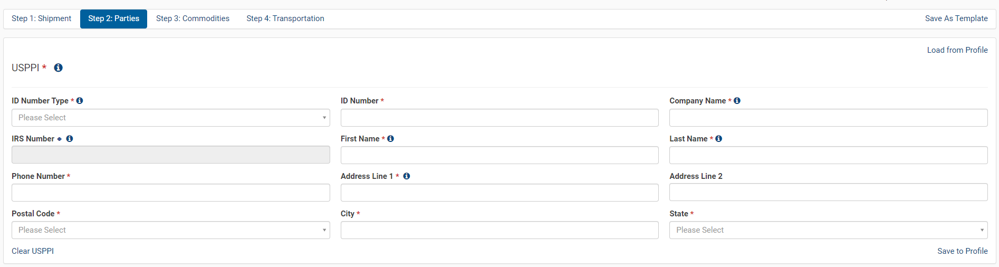 Step 1: Shipment Step 2: Parties Step 3: Commodities Step 4: Transportation Save As Template
Load from Profile
USPPI *
ID Number Type * ID Number * Company Name *
Please Select
IRS Number First Name * Last Name *
Phone Number * Address Line 1 * Address Line 2
Postal Code * City * State *
Please Select Please Select
Clear USPPI Save to Profile